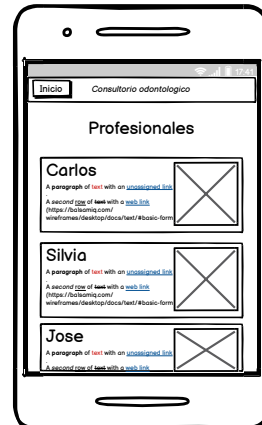 17:41
Inicio
Consultorio odontologico
Profesionales
Carlos
A paragraph of text with an unassigned link
.
A second row of text with a web link
(https://balsamiq.com/
wireframes/desktop/docs/text/#basic-form
Silvia
A paragraph of text with an unassigned link
.
A second row of text with a web link
(https://balsamiq.com/
wireframes/desktop/docs/text/#basic-form
Jose
A paragraph of text with an unassigned link
.
A second row of text with a web link